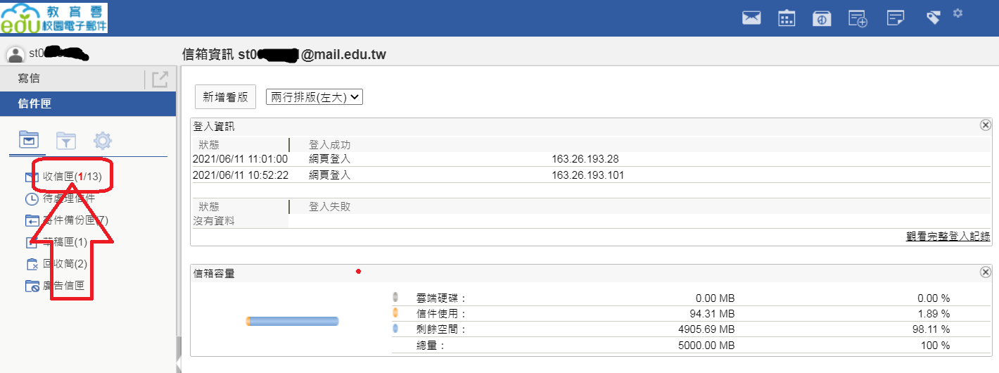 教育雲
edu校園電子郵件
st0
信箱資訊 st0 1@mail.edu.tw
寫信
信件匣
新增看版
兩行排版(左大)
登入資訊
狀態 登入成功
2021/06/11 11:01:00 網頁登入 163.26.193.28
2021/06/11 10:52:22 網頁登入 163.26.193.101
狀態 登入失敗
沒有資料
觀看完整登入記錄
收信匣(1/13)
待處理信件
寄件備份匣(7)
草稿匣(1)
回收筒(2)
廣告信匣
信箱容量
雲端硬碟： 0.00 MB 0.00 %
信件使用： 94.31 MB 1.89 %
剩餘空間： 4905.69 MB 98.11 %
總量： 5000.00 MB 100 %